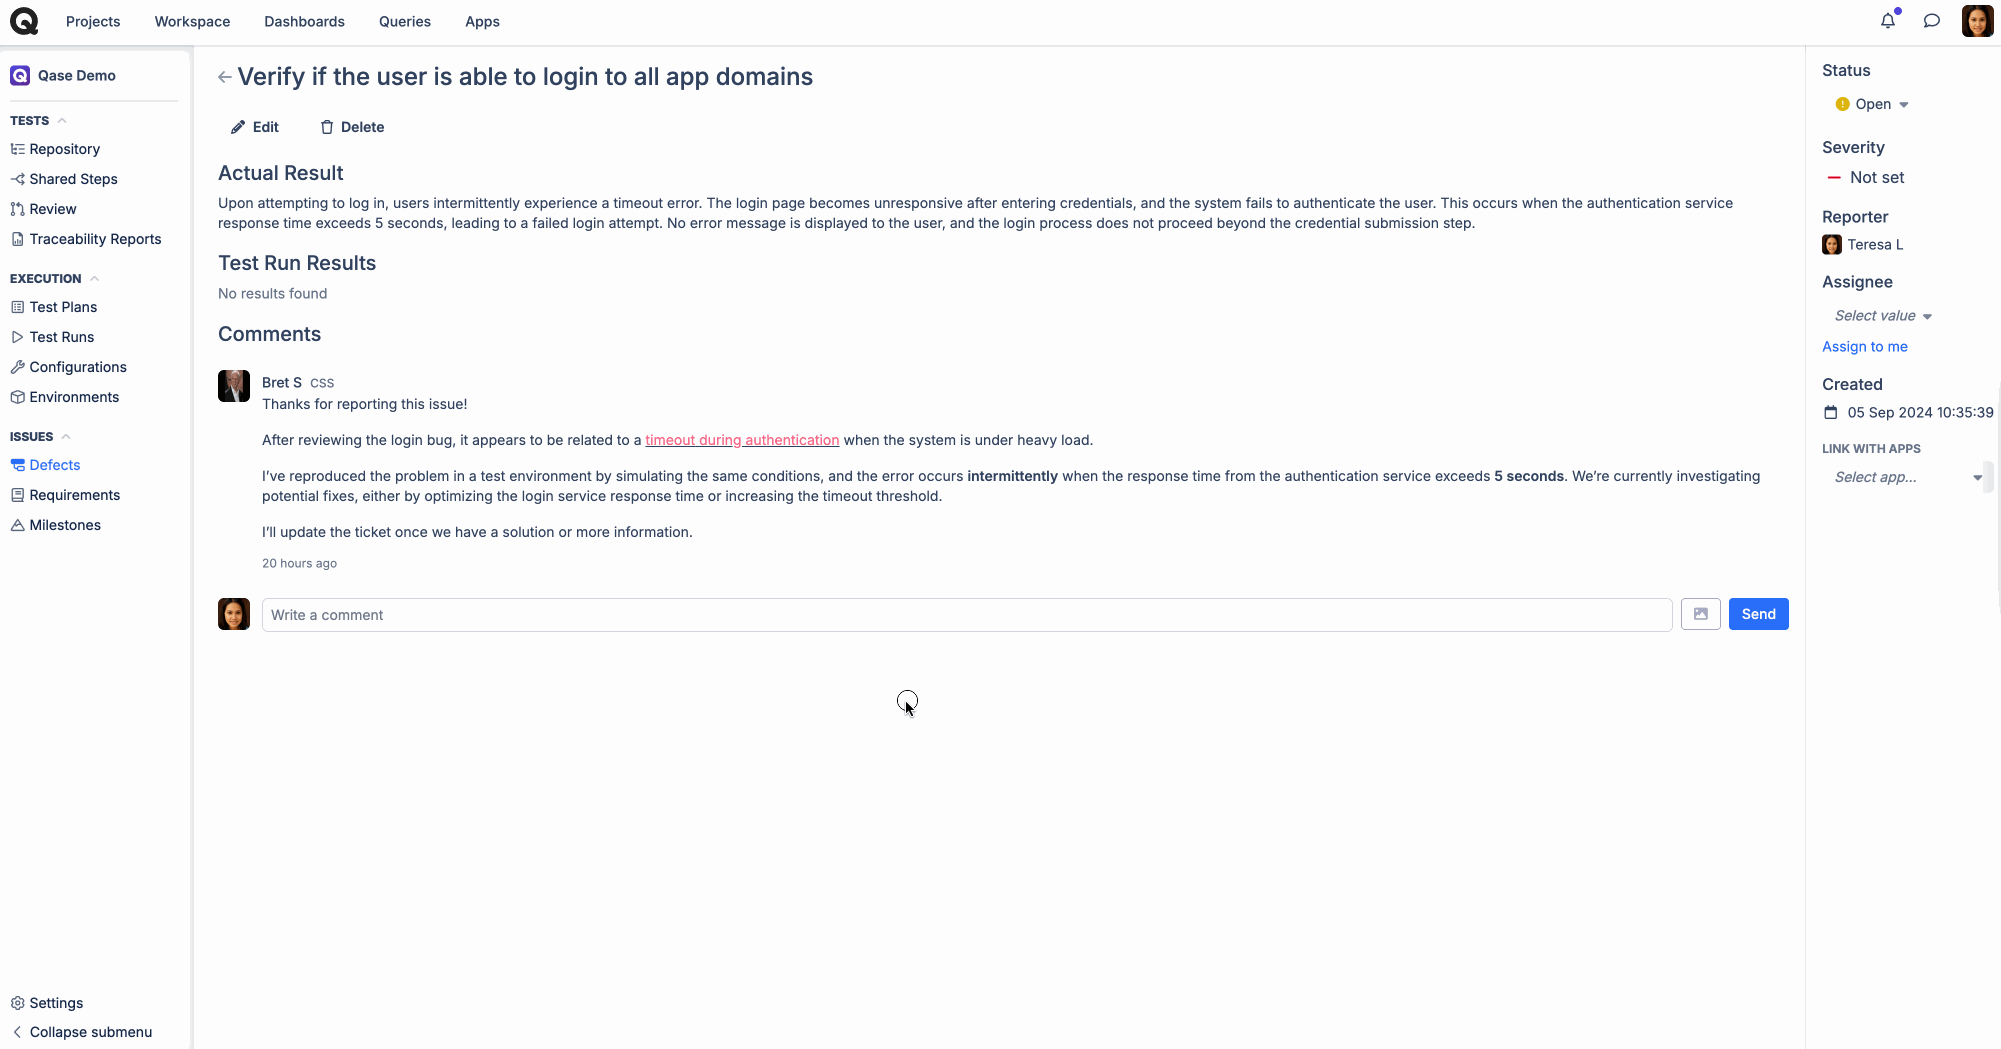 Projects
Workspace
Dashboards
Queries
Apps
Qase Demo
TESTS
Repository
Shared Steps
Review
Traceability Reports
EXECUTION
Test Plans
Test Runs
Configurations
Environments
ISSUES
Defects
Requirements
Milestones
Settings
Collapse submenu
Verify if the user is able to login to all app domains
Edit
Delete
Actual Result
Upon attempting to log in, users intermittently experience a timeout error. The login page becomes unresponsive after entering credentials, and the system fails to authenticate the user. This occurs when the authentication service
response time exceeds 5 seconds, leading to a failed login attempt. No error message is displayed to the user, and the login process does not proceed beyond the credential submission step.
Test Run Results
No results found
Comments
Bret S CSS
Thanks for reporting this issue!
After reviewing the login bug, it appears to be related to a timeout during authentication when the system is under heavy load.
I’ve reproduced the problem in a test environment by simulating the same conditions, and the error occurs intermittently when the response time from the authentication service exceeds 5 seconds. We’re currently investigating
potential fixes, either by optimizing the login service response time or increasing the timeout threshold.
I’ll update the ticket once we have a solution or more information.
20 hours ago
Write a comment
Send
Status
Open
Severity
Not set
Reporter
Teresa L
Assignee
Select value
Assign to me
Created
05 Sep 2024 10:35:39
LINK WITH APPS
Select app...